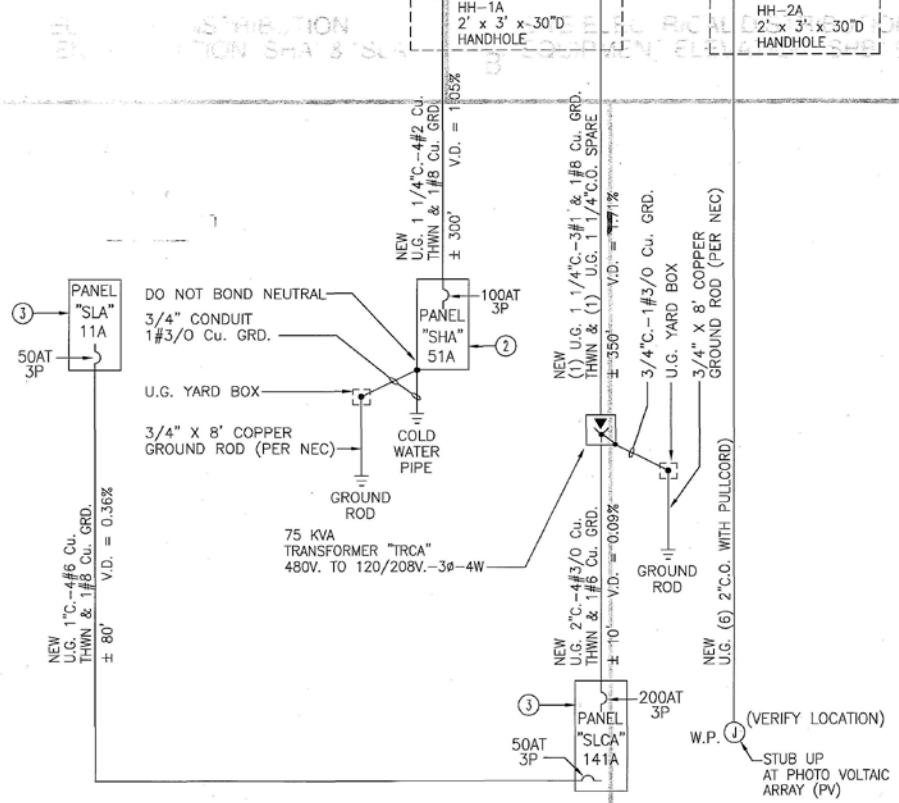 HH-1A
2' x 3' x 30"D
HANDHOLE
HH-2A
2' x 3' x 30"D
HANDHOLE
NEW
U.G. 1 1/4"C.-4#2 Cu.
THWN & 1#8 Cu. GRD.
± 300' V.D. = 1.05%
NEW
(1) U.G. 1 1/4"C.-3#1 & 1#8 Cu. GRD.
THWN & (1) U.G. 1 1/4"C.O. SPARE
± 350' V.D. = 1.71%
3/4"C.-1#3/0 Cu. GRD.
U.G. YARD BOX
3/4" X 8' COPPER
GROUND ROD (PER NEC)
PANEL
"SLA"
11A
3
50AT
3P
DO NOT BOND NEUTRAL
3/4" CONDUIT
1#3/0 Cu. GRD.
100AT
3P
PANEL
"SHA"
51A
2
U.G. YARD BOX
3/4" X 8' COPPER
GROUND ROD (PER NEC)
COLD
WATER
PIPE
GROUND
ROD
75 KVA
TRANSFORMER "TRCA"
480V. TO 120/208V.-3ø-4W
GROUND
ROD
NEW
U.G. 1"C.-4#6 Cu.
THWN & 1#8 Cu. GRD.
± 80' V.D. = 0.36%
NEW
U.G. 2"C.-4#3/0 Cu.
THWN & 1#6 Cu. GRD.
± 10' V.D. = 0.09%
NEW
U.G. (6) 2"C.O. WITH PULLCORD)
3
200AT
3P
PANEL
"SLCA"
141A
50AT
3P
W.P. J (VERIFY LOCATION)
STUB UP
AT PHOTO VOLTAIC
ARRAY (PV)